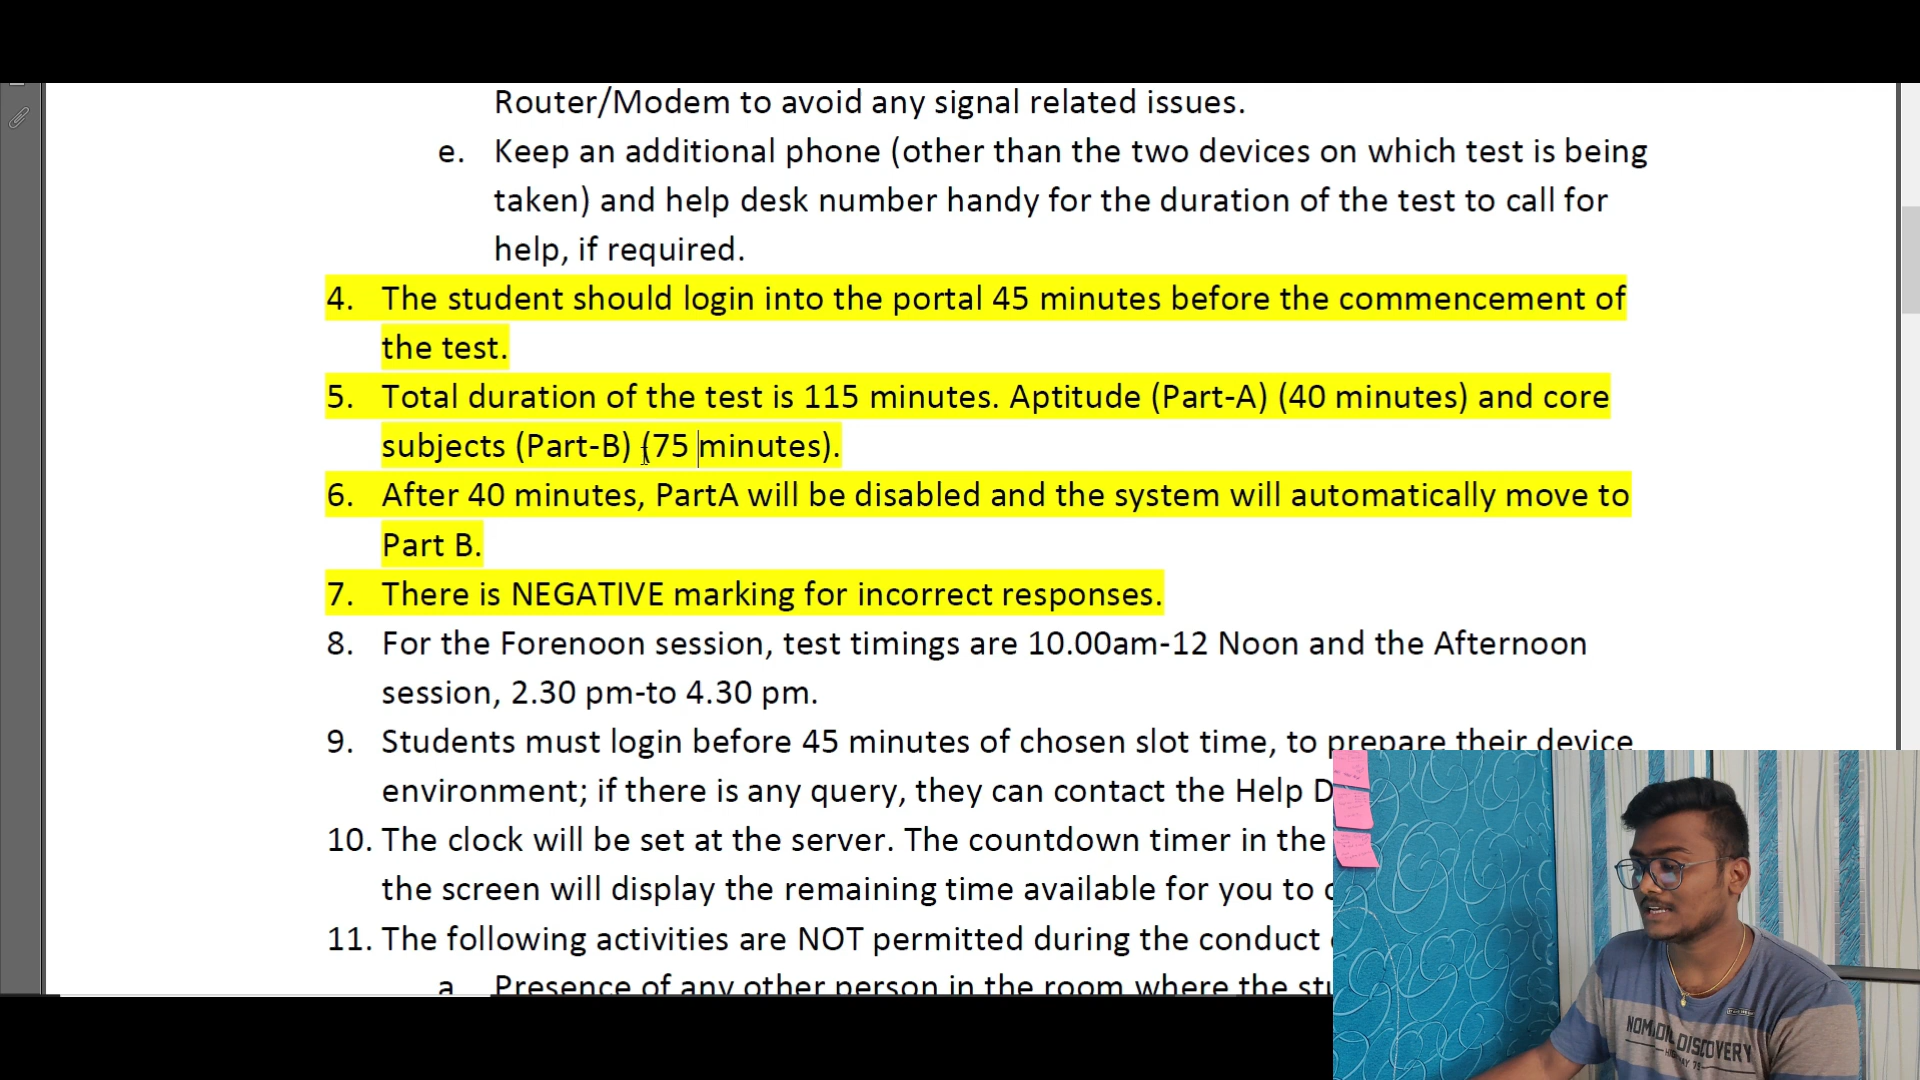 Router/Modem to avoid any signal related issues.
e. Keep an additional phone (other than the two devices on which test is being
taken) and help desk number handy for the duration of the test to call for
help, if required.
4. The student should login into the portal 45 minutes before the commencement of
the test.
5. Total duration of the test is 115 minutes. Aptitude (Part-A) (40 minutes) and core
subjects (Part-B) (75 minutes).
6. After 40 minutes, PartA will be disabled and the system will automatically move to
Part B.
7. There is NEGATIVE marking for incorrect responses.
8. For the Forenoon session, test timings are 10.00am-12 Noon and the Afternoon
session, 2.30 pm-to 4.30 pm.
9. Students must login before 45 minutes of chosen slot time, to prepare their device
environment; if there is any query, they can contact the Help D
10. The clock will be set at the server. The countdown timer in the
the screen will display the remaining time available for you to
11. The following activities are NOT permitted during the conduct
a Presence of any other person in the room where the
DISCOVERY